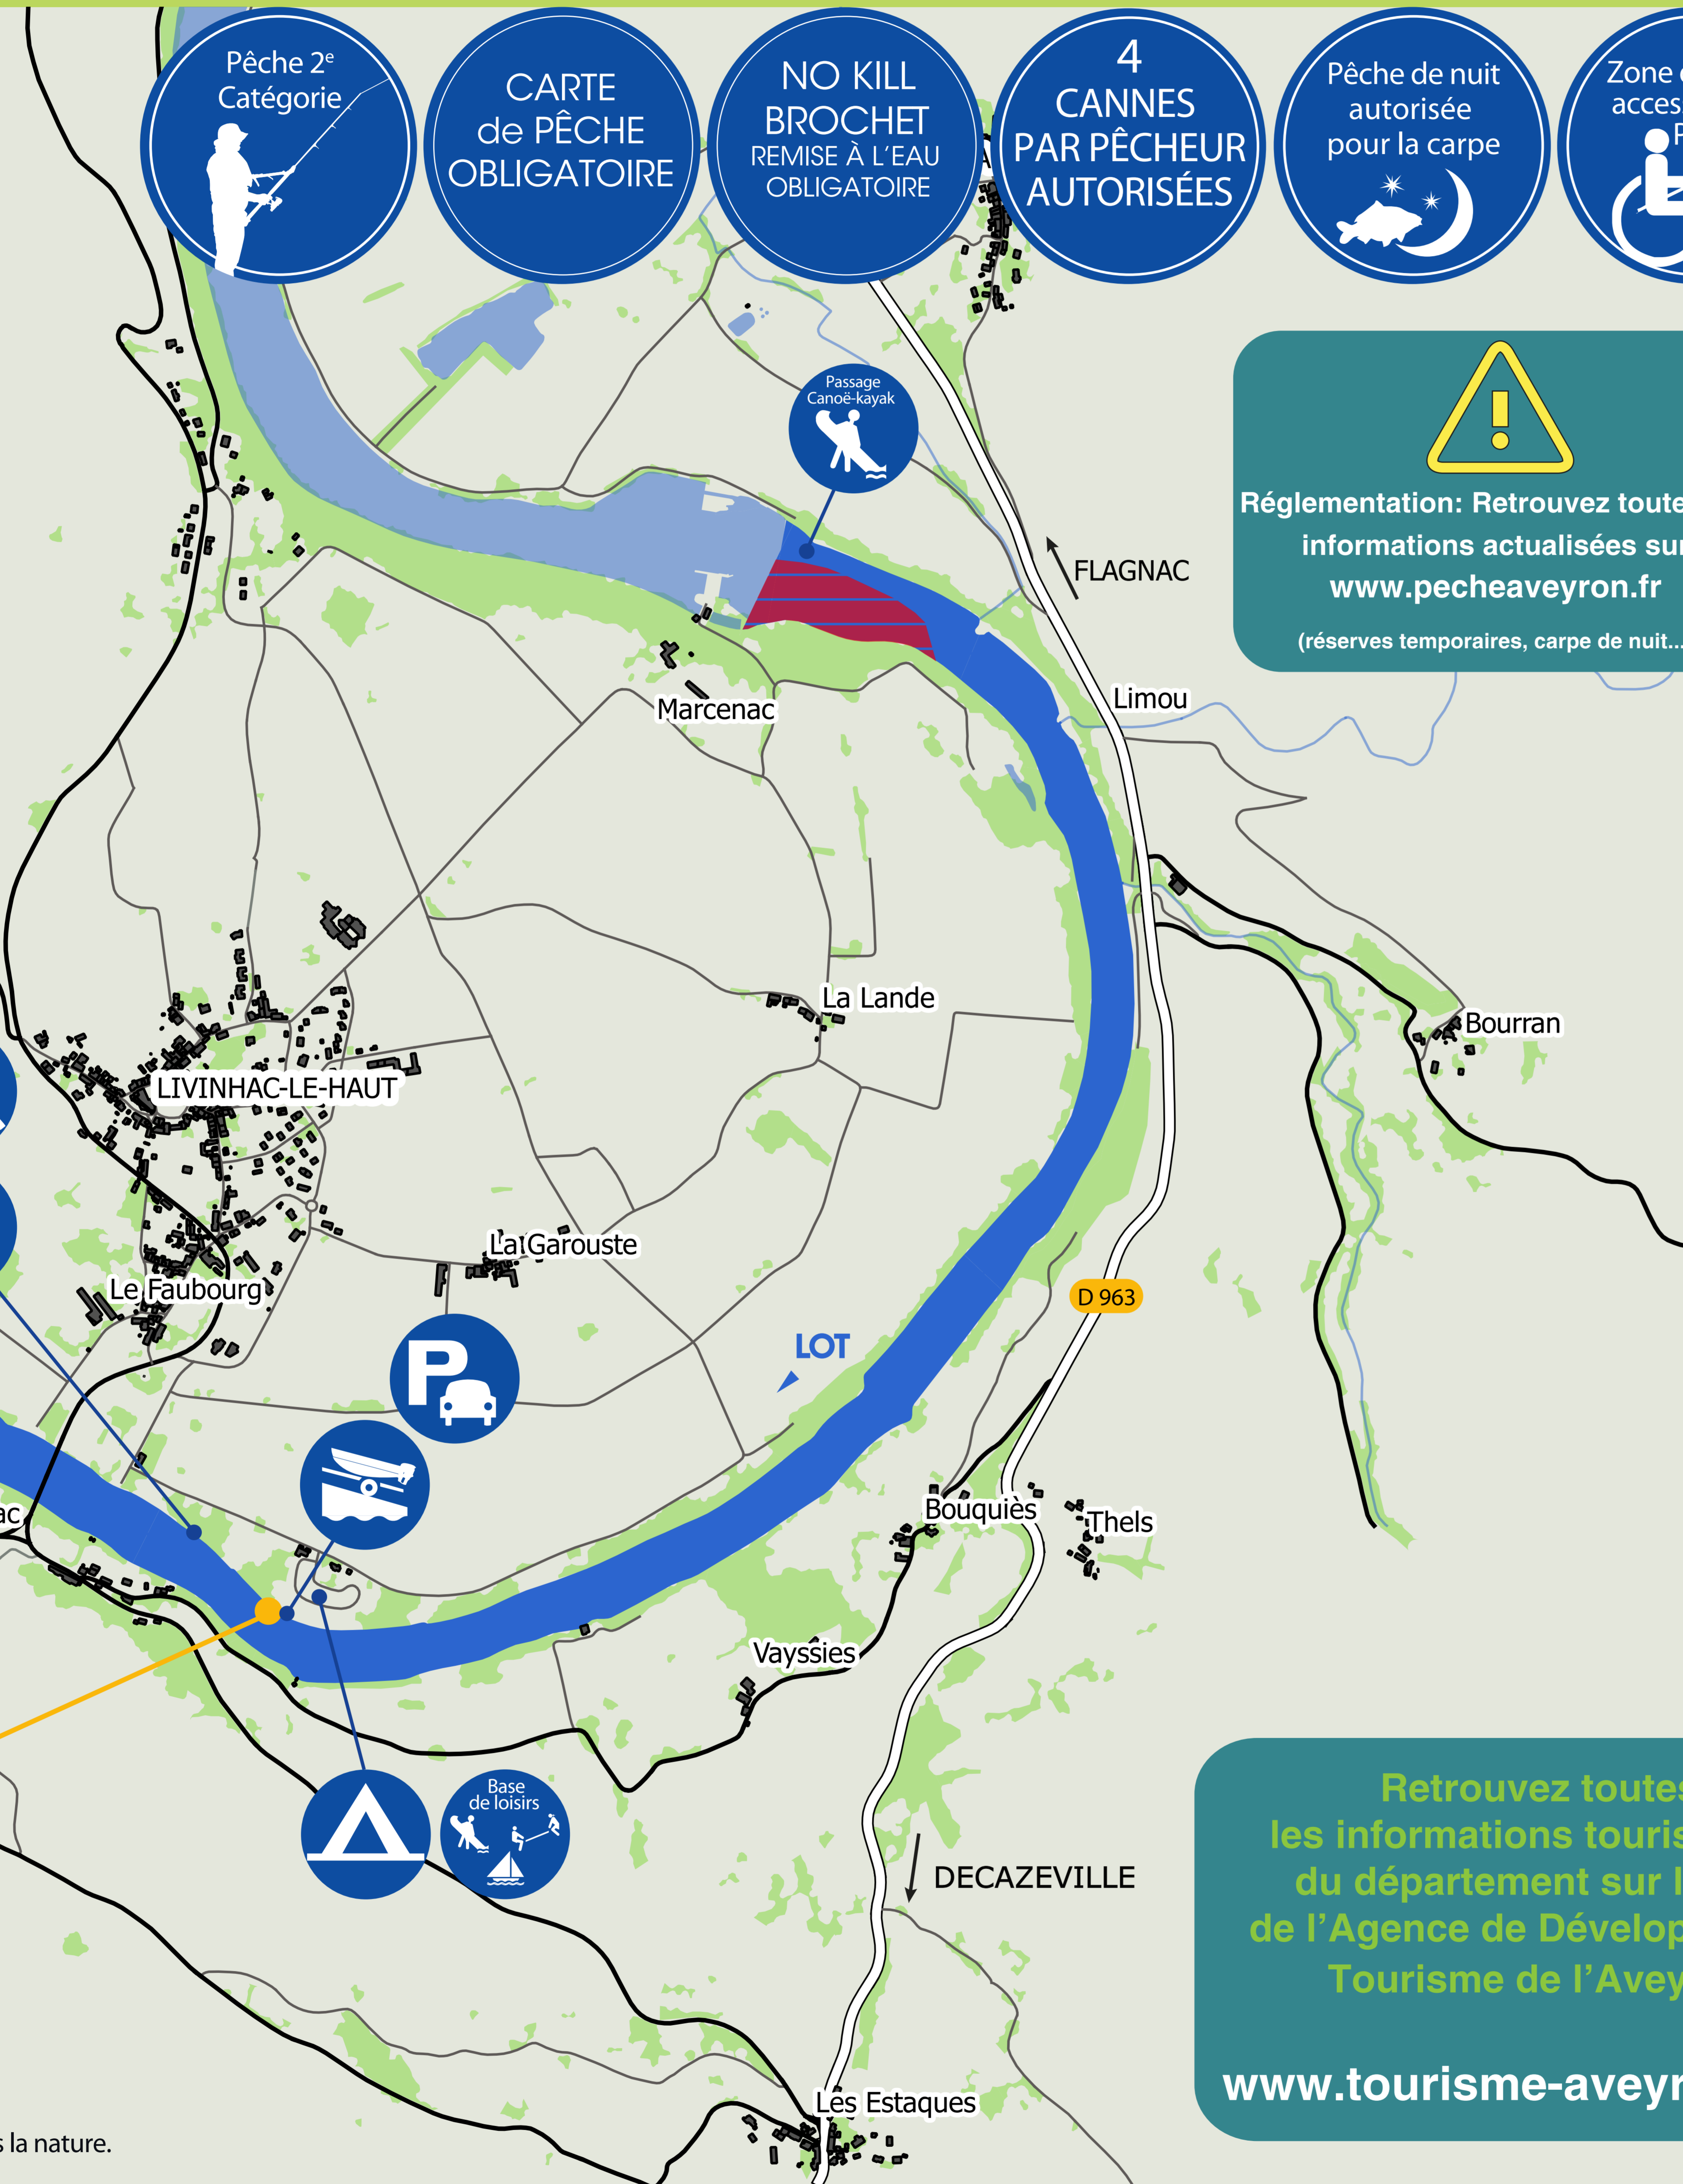 Pêche 2e
Catégorie
CARTE
de PÊCHE
OBLIGATOIRE
NO KILL
BROCHET
REMISE À L'EAU
OBLIGATOIRE
4
CANNES
PAR PÊCHEUR
AUTORISÉES
Pêche de nuit
autorisée
pour la carpe
Zone
Passage
Canoë-kayak
Réglementation: Retrouvez toute
informations actualisées sur
www.pecheaveyron.fr
(réserves temporaires, carpe de nuit...
FLAGNAC
Limou
Marcenac
La Lande
Bourran
LIVINHAC-LE-HAUT
La Garouste
Le Faubourg
D 963
LOT
P
ac
Bouquiès
Thels
Vayssies
Base
de loisirs
DECAZEVILLE
Retrouvez toutes
les informations touris
du département sur l
de l'Agence de Dévelop
Tourisme de l'Avey
www.tourisme-aveyr
Les Estaques
s la nature.